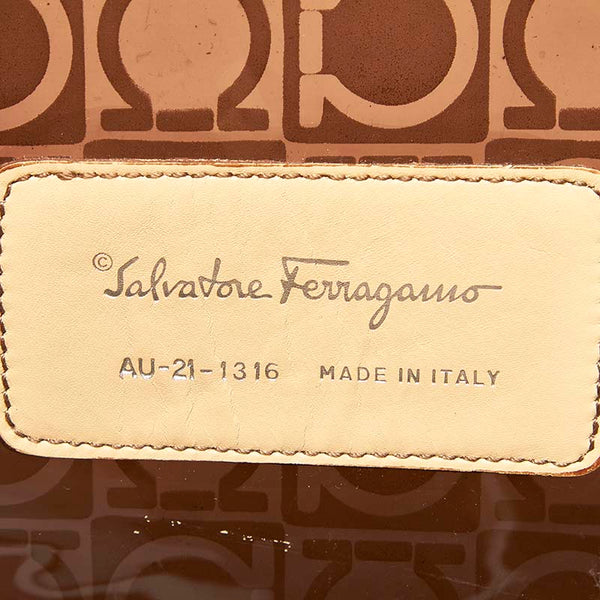 © Salvatore Ferragamo
AU-21-1316 MADE IN ITALY